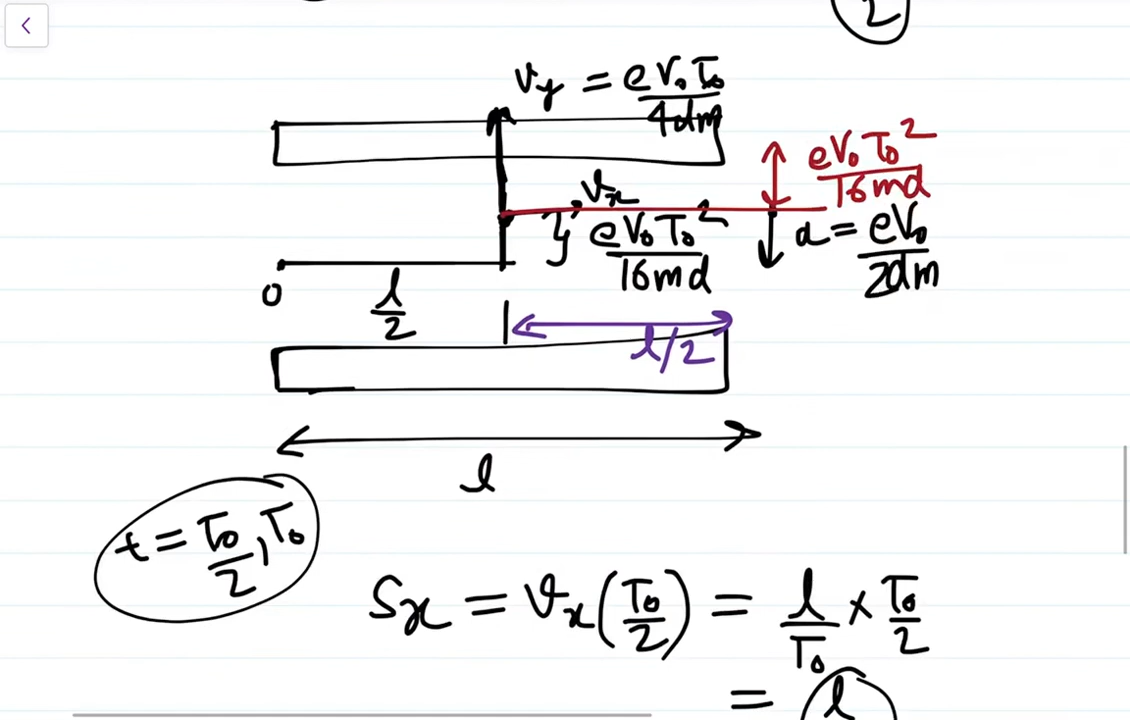 2
v_y = eV₀T₀/4dm
eV₀T₀²/16md
v_x
y eV₀T₀²/16md
a = eV₀/2dm
0
l/2
l/2
l
t = T₀/2, T₀
S_x = v_x(T₀/2) = l/T₀ × T₀/2
= l